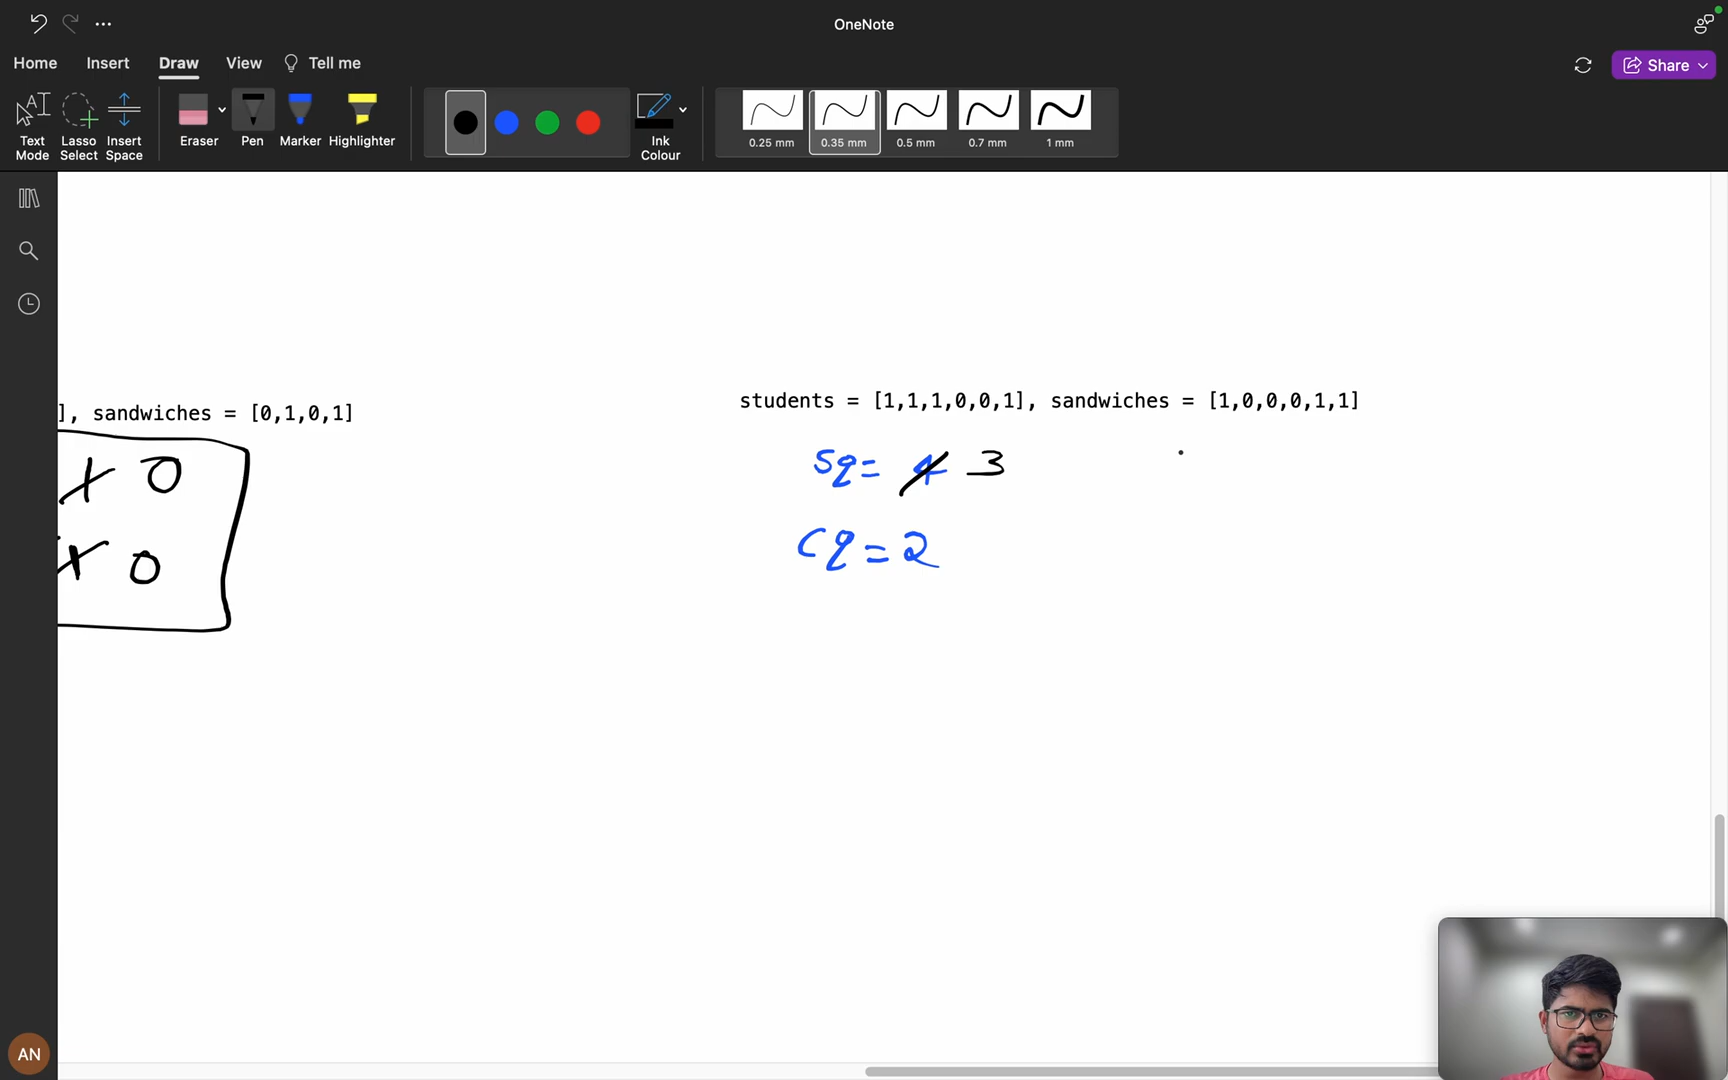 OneNote
Home Insert Draw View Tell me
Share
Text Mode
Lasso Select
Insert Space
Eraser
Pen
Marker
Highlighter
Ink Colour
0.25 mm
0.35 mm
0.5 mm
0.7 mm
1 mm
], sandwiches = [0,1,0,1]
0
0
students = [1,1,1,0,0,1], sandwiches = [1,0,0,0,1,1]
sq = 4 3
cq = 2
AN